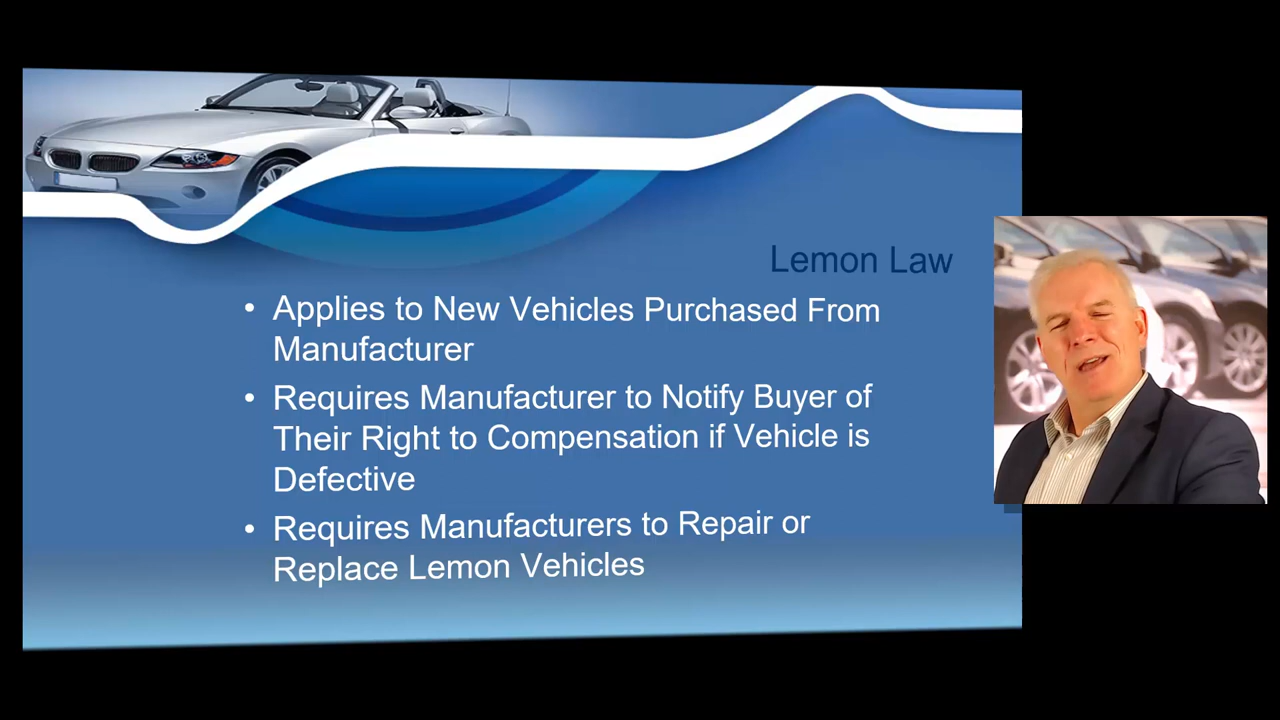 Lemon Law
• Applies to New Vehicles Purchased From
Manufacturer
• Requires Manufacturer to Notify Buyer of
Their Right to Compensation if Vehicle is
Defective
• Requires Manufacturers to Repair or
Replace Lemon Vehicles